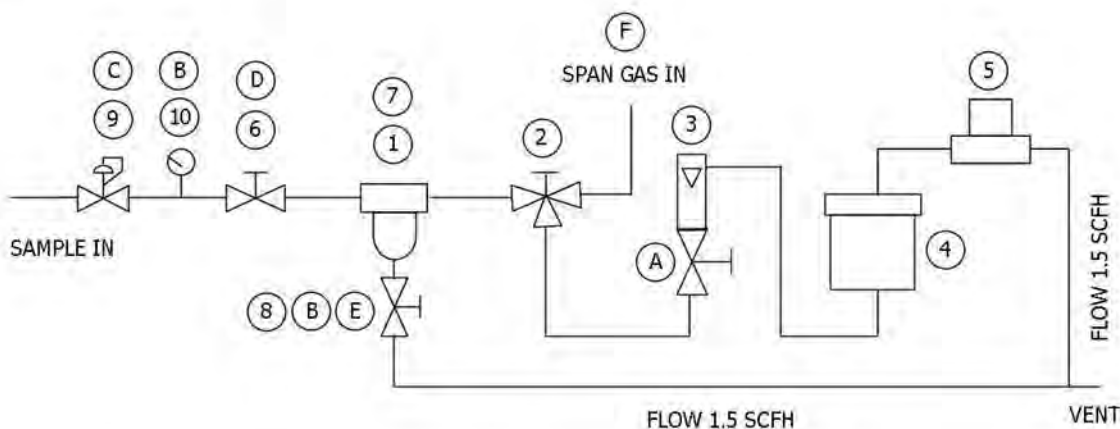 F
SPAN GAS IN
C
B
D
7
3
5
9
10
6
1
2
SAMPLE IN
A
4
8
B
E
FLOW 1.5 SCFH
FLOW 1.5 SCFH
VENT